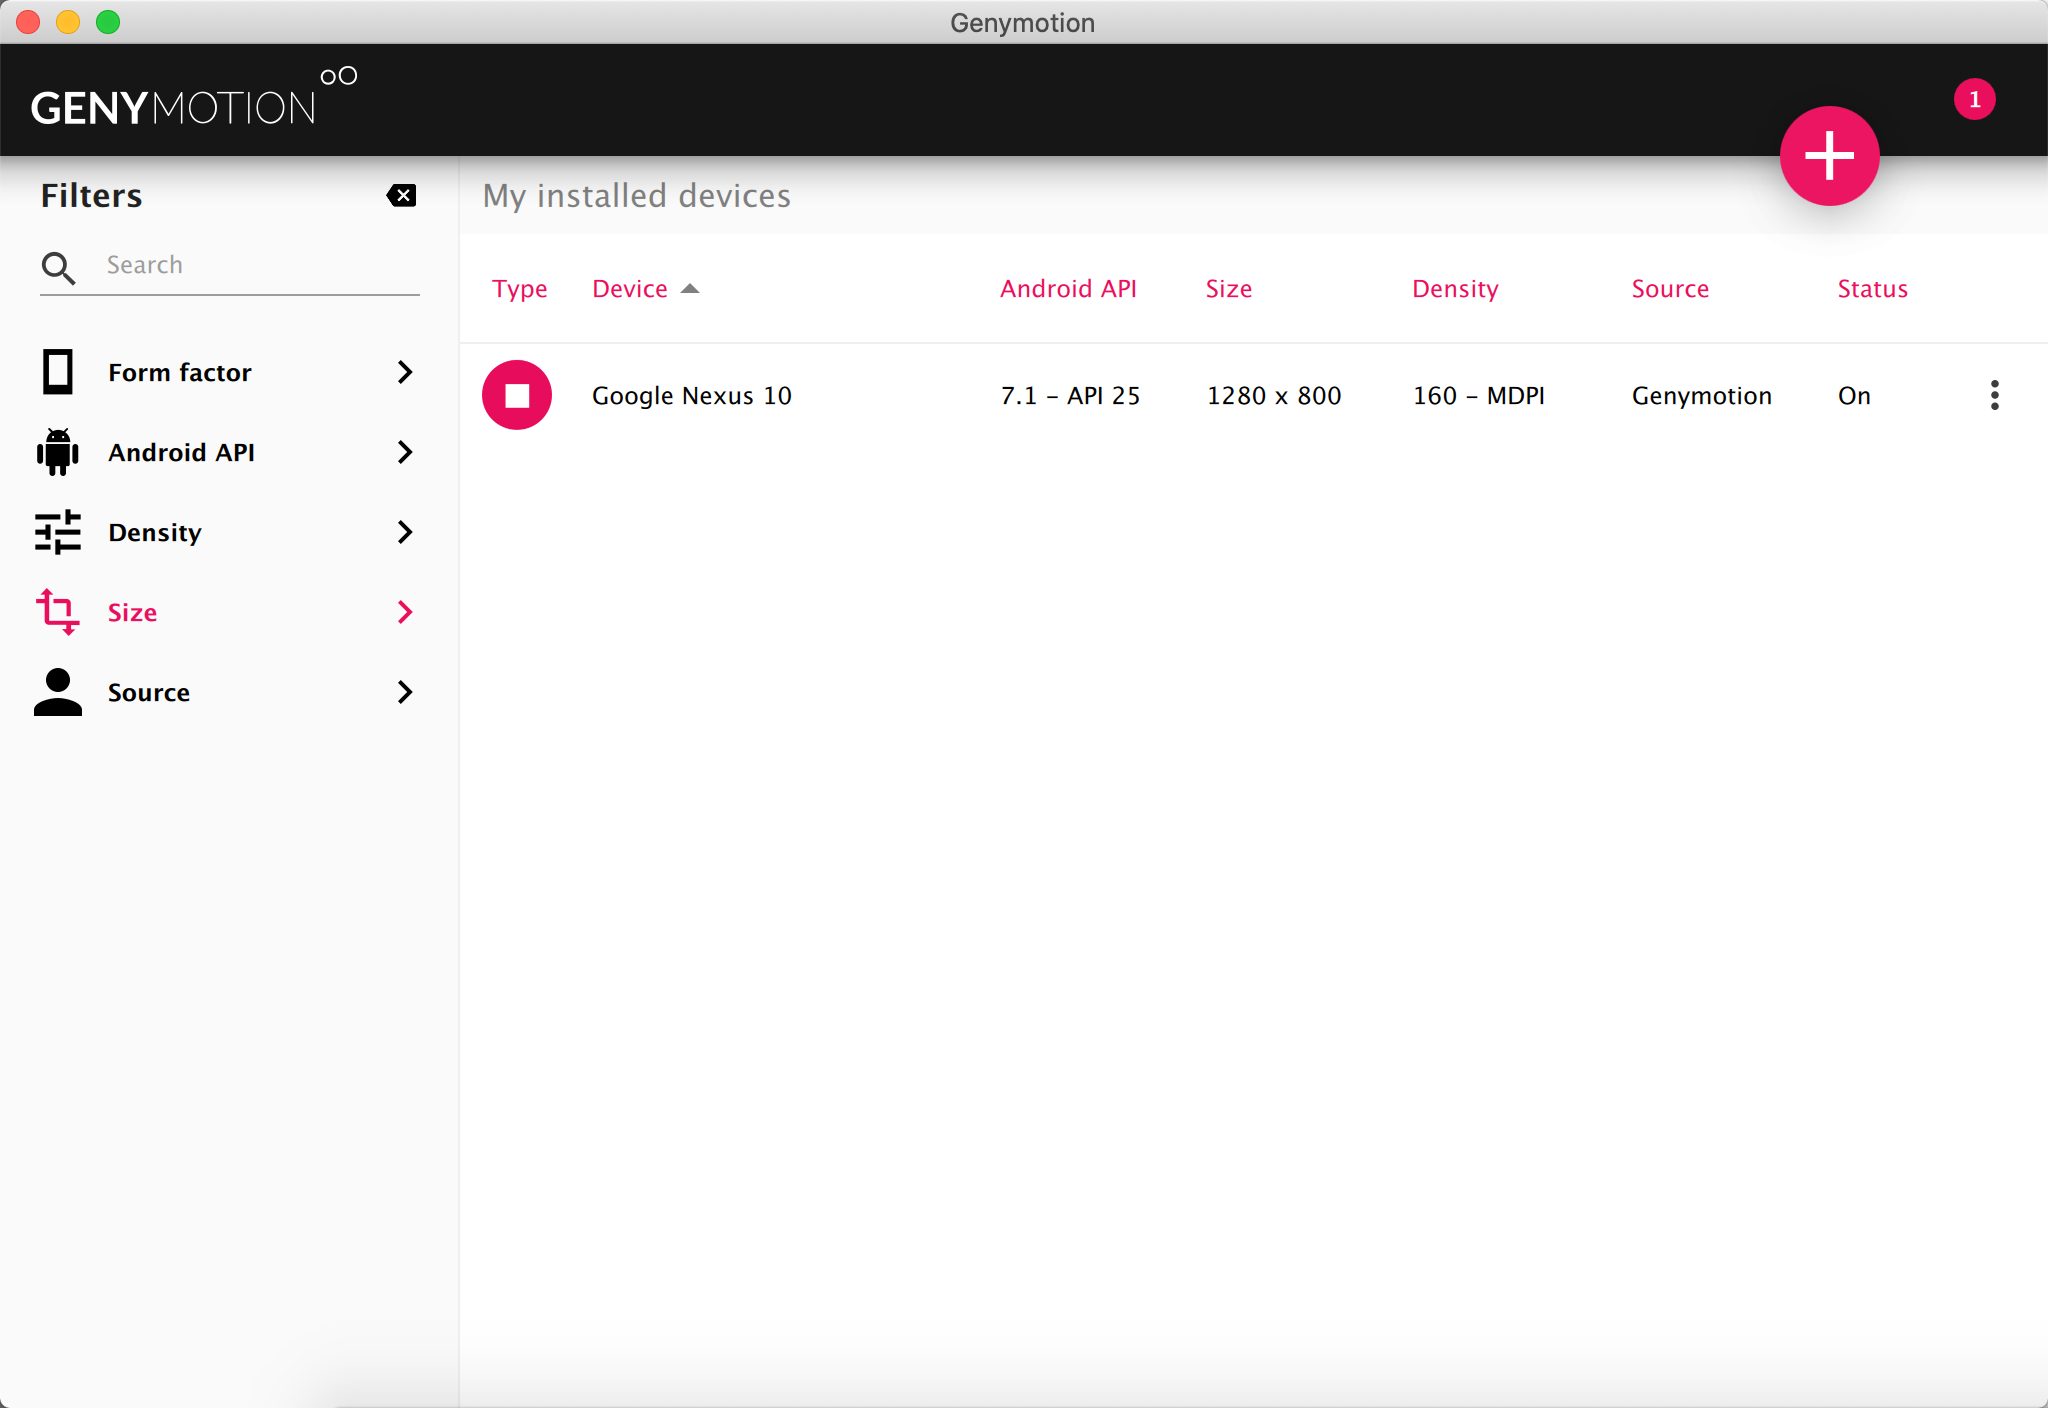 Genymotion
GENYMOTION
1
Filters
My installed devices
Search
Type Device Android API Size Density Source Status
Google Nexus 10 7.1 – API 25 1280 x 800 160 – MDPI Genymotion On
Form factor
Android API
Density
Size
Source